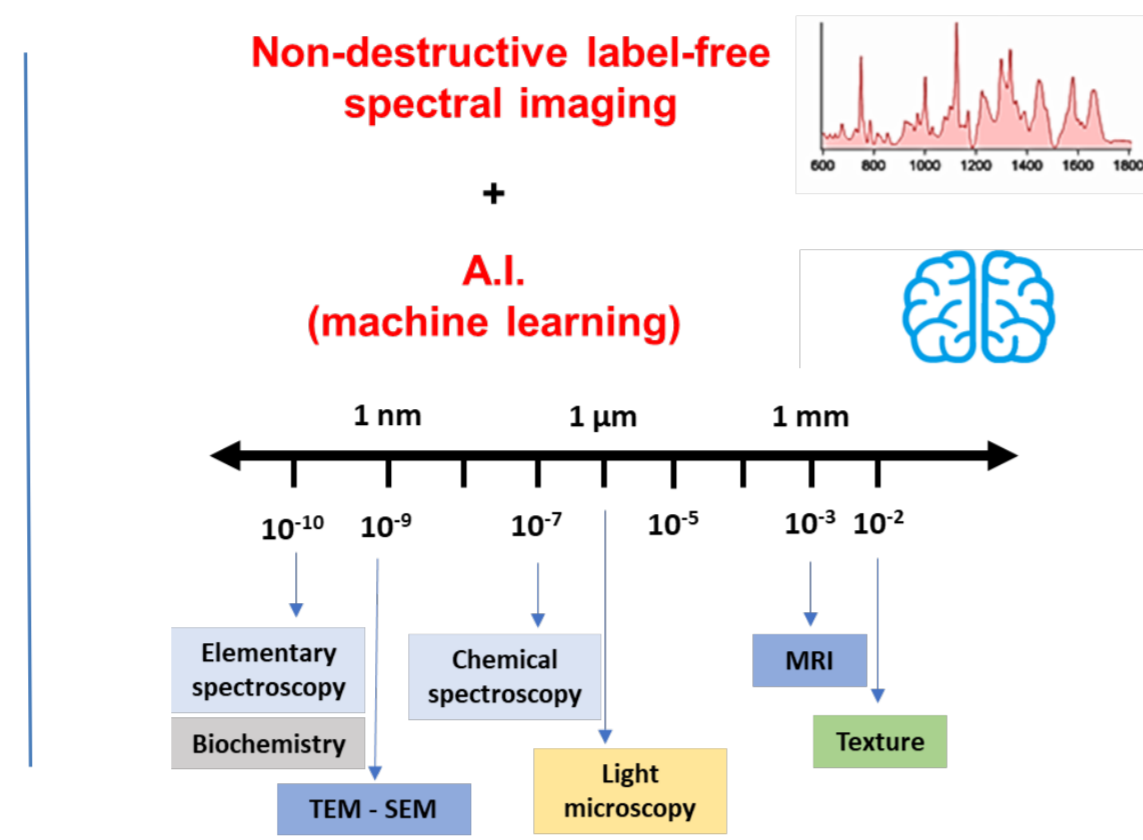 Non-destructive label-free
spectral imaging
600 800 1000 1200 1400 1600 1800
+
A.I.
(machine learning)
1 nm 1 µm 1 mm
10⁻¹⁰ 10⁻⁹ 10⁻⁷ 10⁻⁵ 10⁻³ 10⁻²
Elementary
spectroscopy
Biochemistry
TEM - SEM
Chemical
spectroscopy
Light
microscopy
MRI
Texture